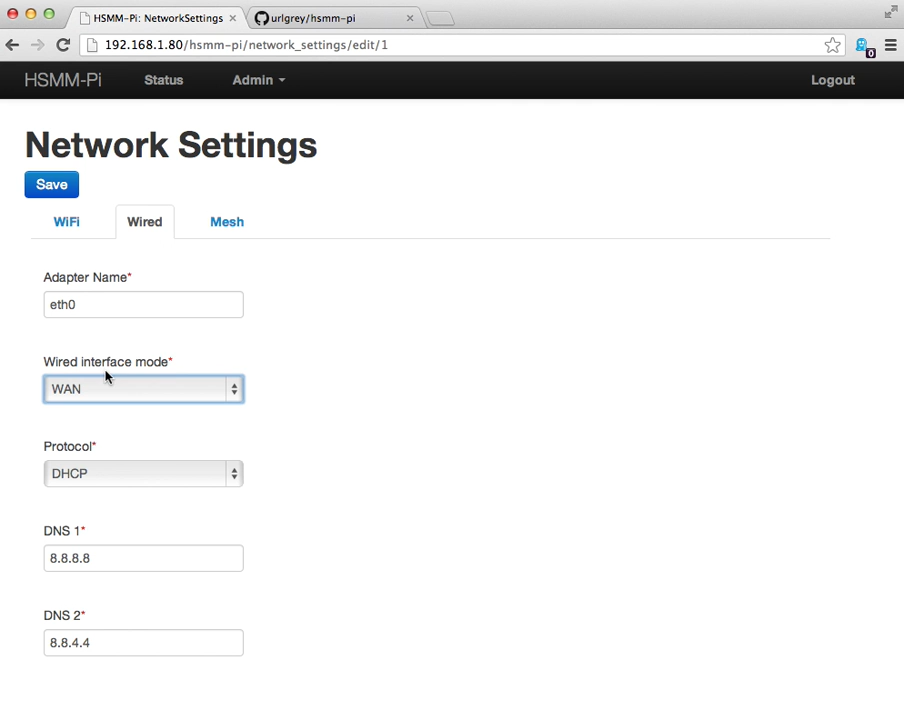 HSMM-Pi: NetworkSettings × urlgrey/hsmm-pi ×
192.168.1.80/hsmm-pi/network_settings/edit/1 0
HSMM-Pi Status Admin Logout
Network Settings
Save
WiFi Wired Mesh
Adapter Name*
eth0
Wired interface mode*
WAN
Protocol*
DHCP
DNS 1*
8.8.8.8
DNS 2*
8.8.4.4